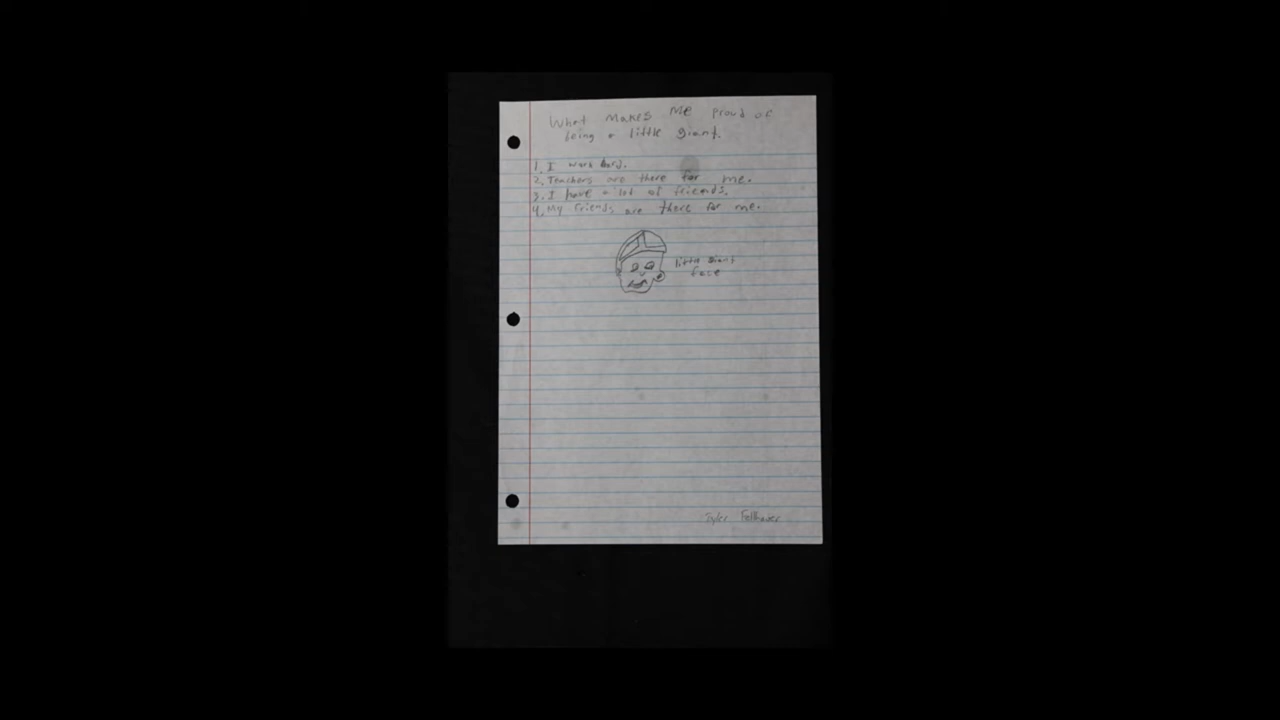 What Makes Me Proud of
being a little giant.
1. I work hard.
2. Teachers are there for me.
3. I have a lot of friends.
4. My Friends are there for me.
little giant
face
Fellhauer